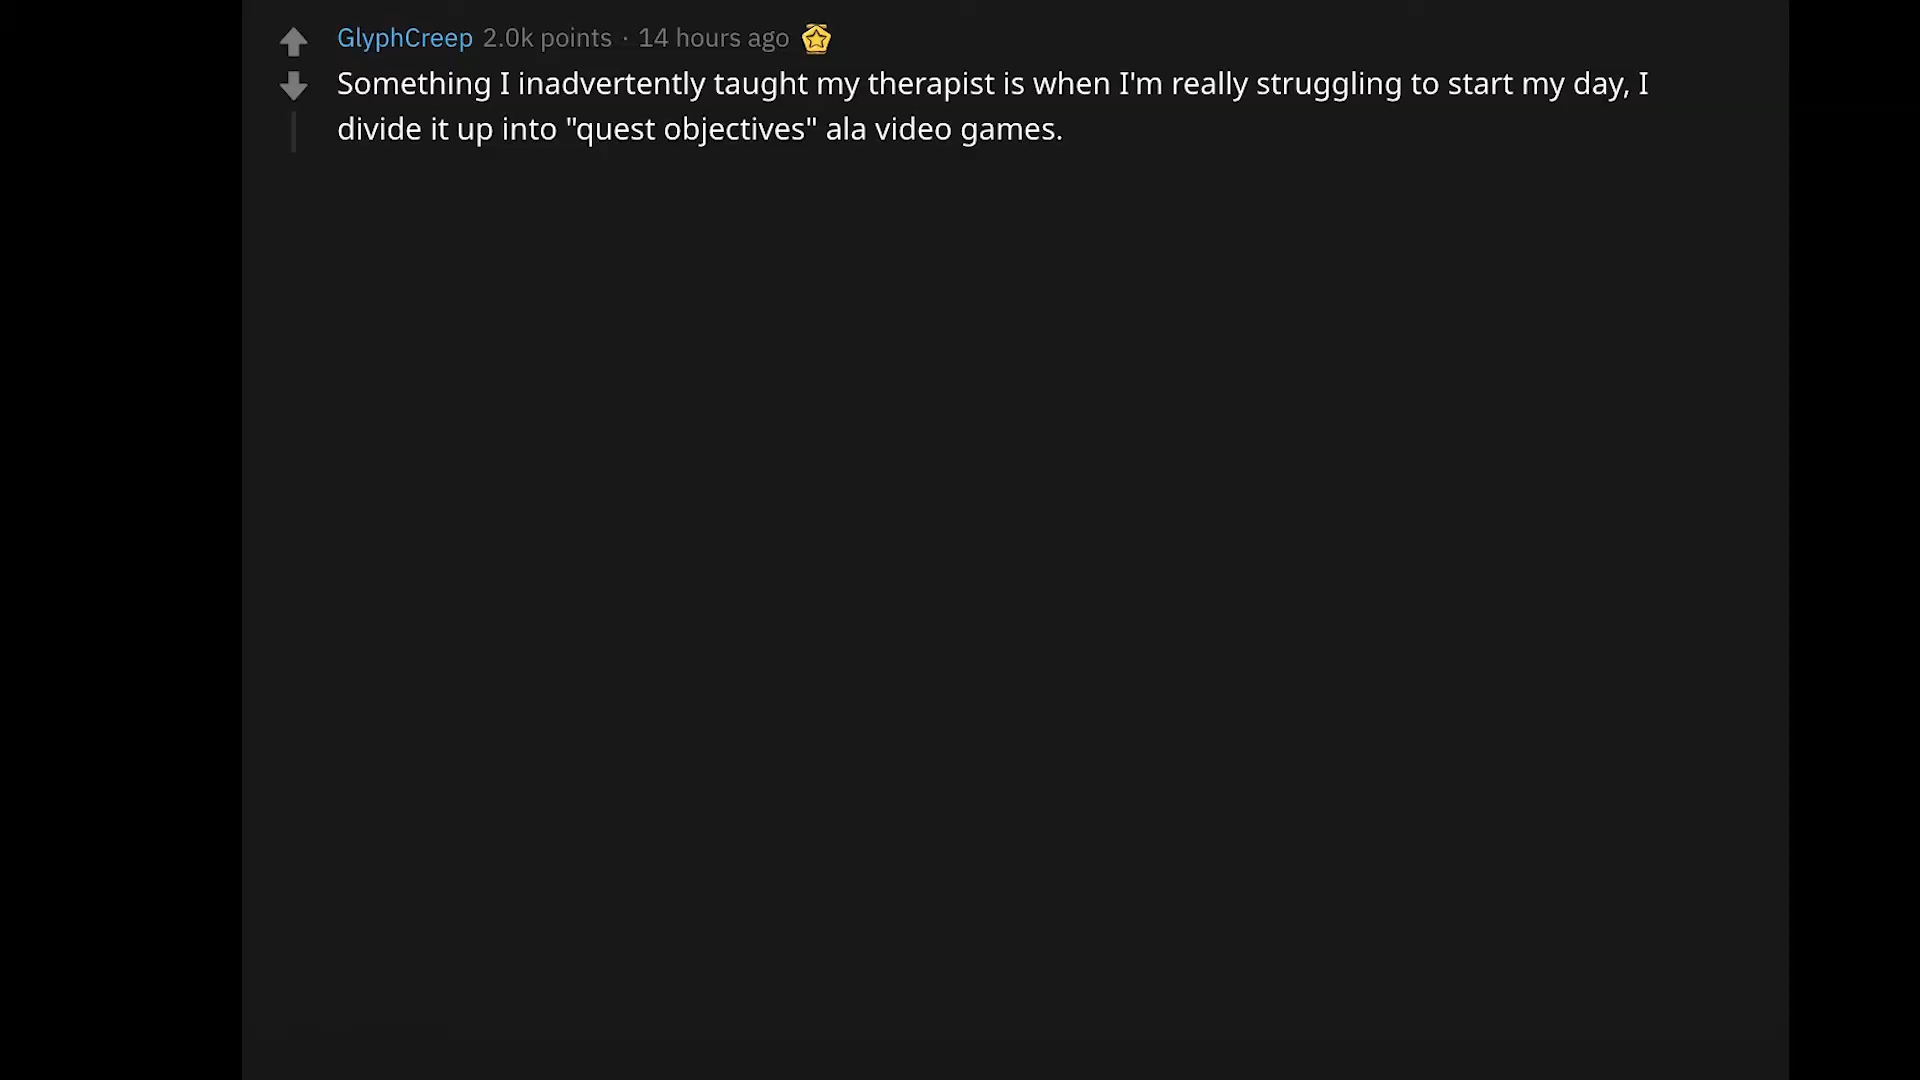 GlyphCreep 2.0k points · 14 hours ago
Something I inadvertently taught my therapist is when I'm really struggling to start my day, I
divide it up into "quest objectives" ala video games.